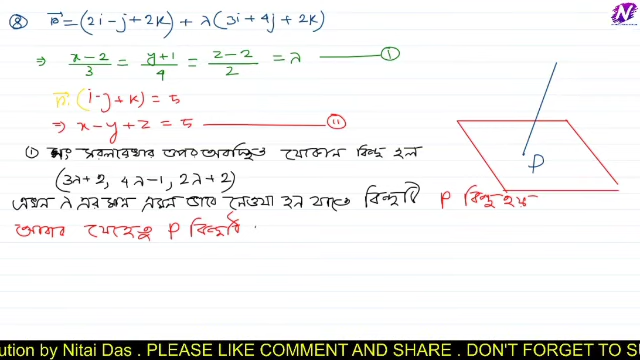 ⑧ r⃗ = (2i - j + 2k) + λ (3i + 4j + 2k)
N
⇒ x-2/3 = y+1/4 = z-2/2 = λ —— ⓘ
r⃗. (i - j + k) = 5
⇒ x - y + z = 5 —— ⓘⓘ
ⓘ নং সরলরেখার উপর অবস্থিত যেকোন বিন্দু হল
P
(3λ+2, 4λ-1, 2λ+2)
এখন λ এর মান এমন ভাবে নেওয়া হল যাতে বিন্দুটি P বিন্দু হয়
আবার যেহেতু P বিন্দুটি
ution by Nitai Das . PLEASE LIKE COMMENT AND SHARE . DON'T FORGET TO S